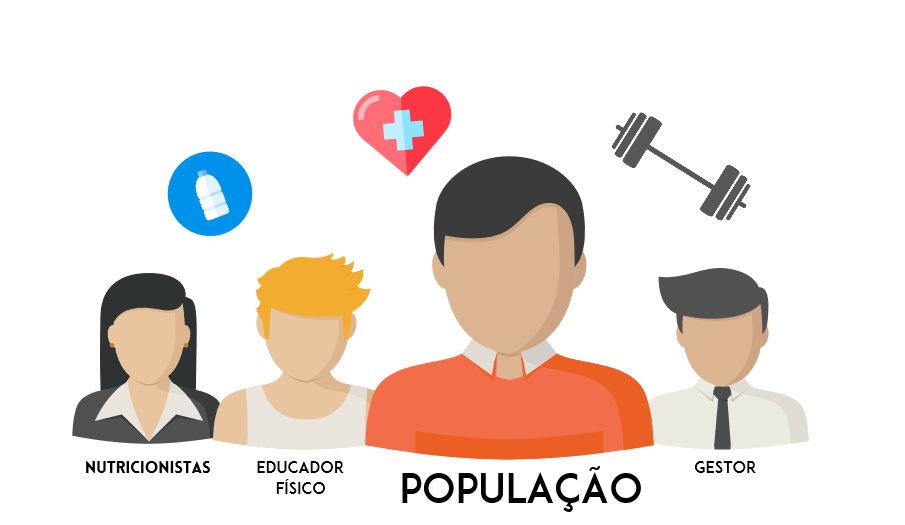 NUTRICIONISTAS
EDUCADOR
FÍSICO
POPULAÇÃO
GESTOR